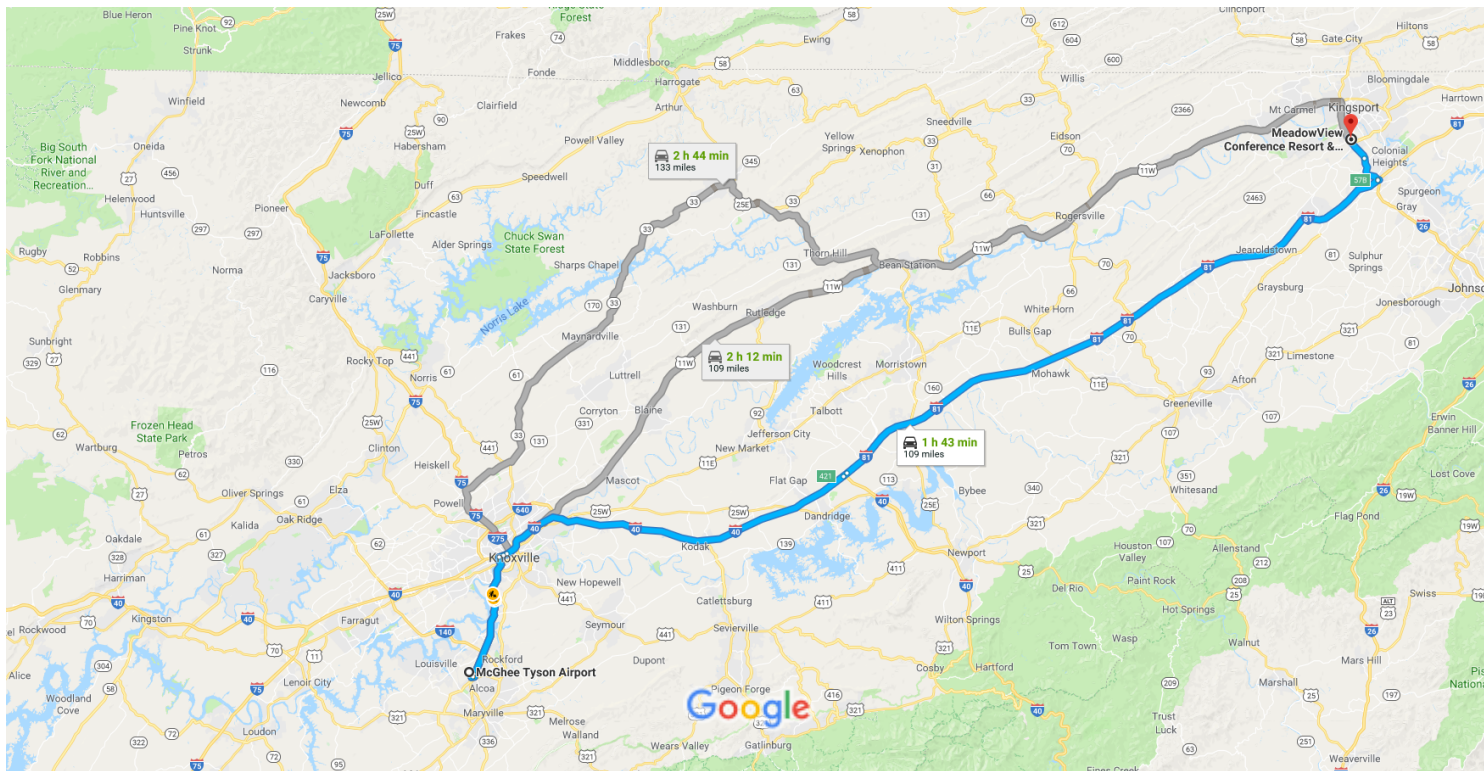 Blue Heron
Pine Knot
Strunk
Frakes
Ridge State
Forest
Ewing
Clinchport
Hiltons
Gate City
Middlesboro
Harrogate
Jellico
Fonde
Willis
Bloomingdale
Winfield
Newcomb
Clairfield
Arthur
Mt Carmel
Kingsport
Harrtown
Sneedville
MeadowView
Conference Resort &...
Big South
Fork National
River and
Recreation...
Oneida
Habersham
Powell Valley
Yellow
Springs
Xenophon
Eidson
Colonial
Heights
2 h 44 min
133 miles
Helenwood
Huntsville
Duff
Speedwell
Spurgeon
Gray
Pioneer
Fincastle
LaFollette
Alder Springs
Chuck Swan
State Forest
Rogersville
Jearoldstown
Rugby
Robbins
Norma
Sharps Chapel
Thorn Hill
Bean Station
Sulphur
Springs
Glenmary
Jacksboro
Caryville
Norris Lake
Washburn
Rutledge
White Horn
Graysburg
Jonesborough
Johnso
Sunbright
Maynardville
Bulls Gap
Limestone
Rocky Top
Norris
Luttrell
2 h 12 min
109 miles
Woodcrest
Hills
Morristown
Mohawk
Afton
Greeneville
Corryton
Blaine
Talbott
Jefferson City
Frozen Head
State Park
Petros
Wartburg
Clinton
New Market
1 h 43 min
109 miles
Erwin
Banner Hill
Heiskell
Mascot
Flat Gap
421
578
Lost Cove
Oliver Springs
Elza
Powell
Bybee
Whitesand
Kalida
Oak Ridge
Dandridge
Flag Pond
Oakdale
Harriman
Knoxville
Kodak
Newport
Houston
Valley
Allenstand
Paint Rock
Del Rio
Hot Springs
New Hopewell
Catlettsburg
Swiss
Rockwood
Kingston
Farragut
Seymour
Sevierville
Wilton Springs
Tom Town
Wasp
Walnut
Alice
Louisville
Rockford
Dupont
Cosby
Hartford
Mars Hill
Lenoir City
McGhee Tyson Airport
Alcoa
Woodland
Cove
Pigeon Forge
Marshall
Google
Maryville
Melrose
Walland
Trust
Luck
Loudon
Wears Valley
Gatlinburg
Weaverville